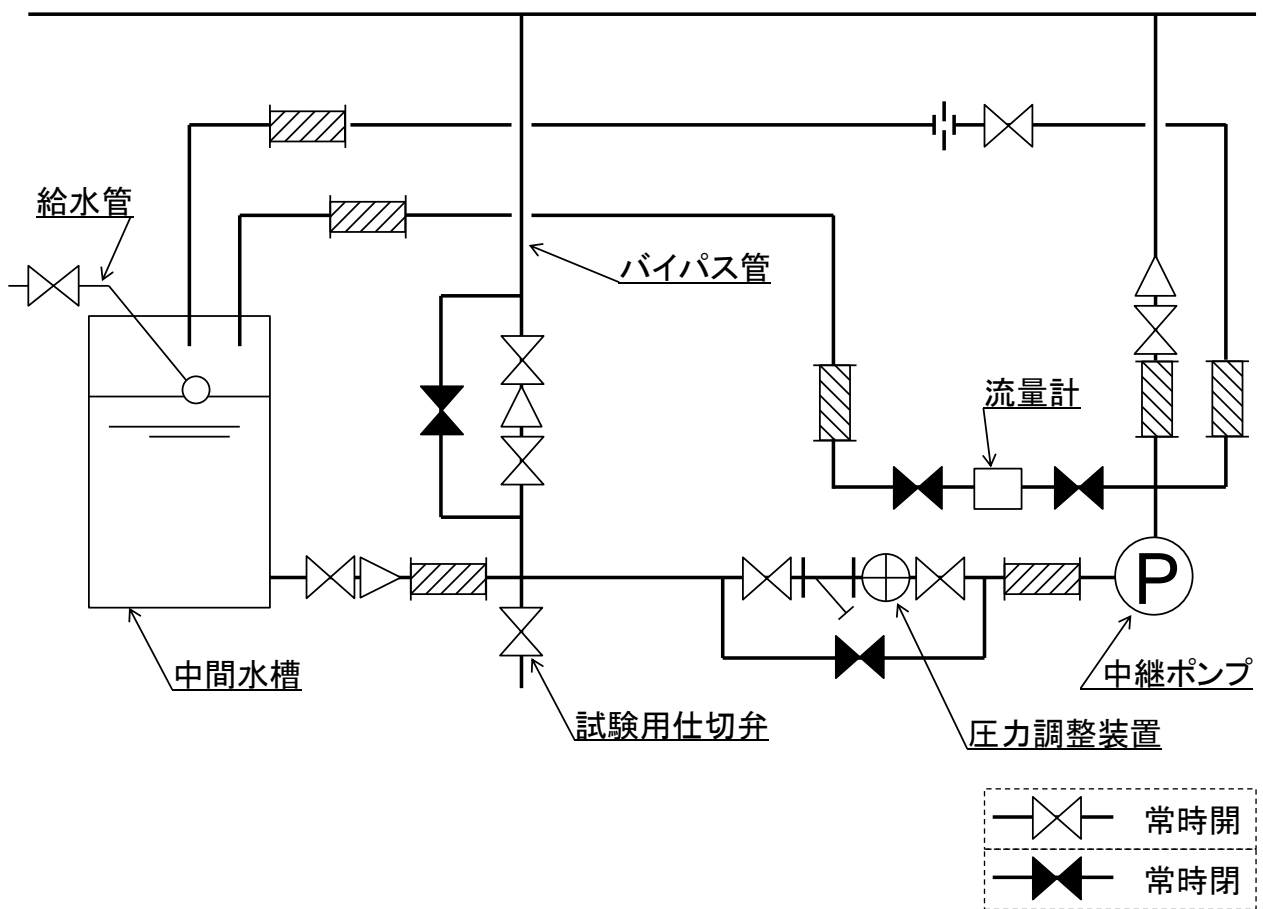 給水管
バイパス管
流量計
P
中間水槽
中継ポンプ
試験用仕切弁
圧力調整装置
常時開
常時閉